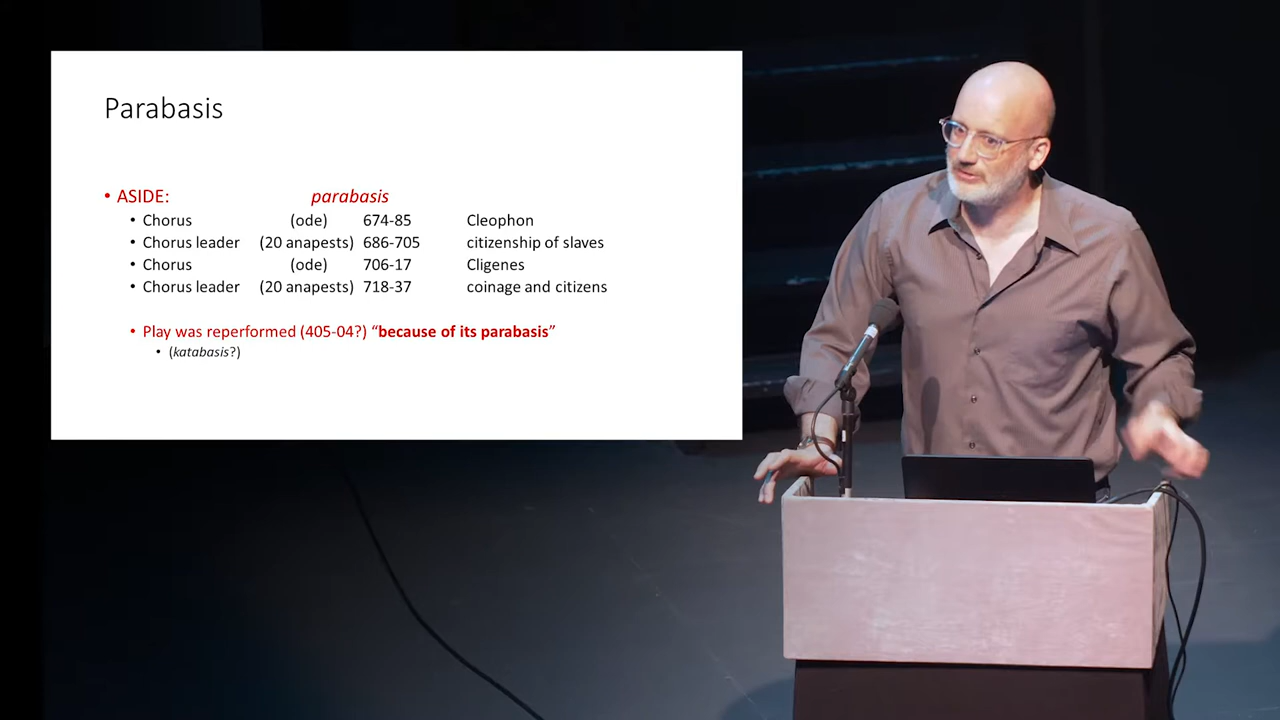 Parabasis
• ASIDE: parabasis
• Chorus (ode) 674-85 Cleophon
• Chorus leader (20 anapests) 686-705 citizenship of slaves
• Chorus (ode) 706-17 Cligenes
• Chorus leader (20 anapests) 718-37 coinage and citizens
• Play was reperformed (405-04?) “because of its parabasis”
• (katabasis?)